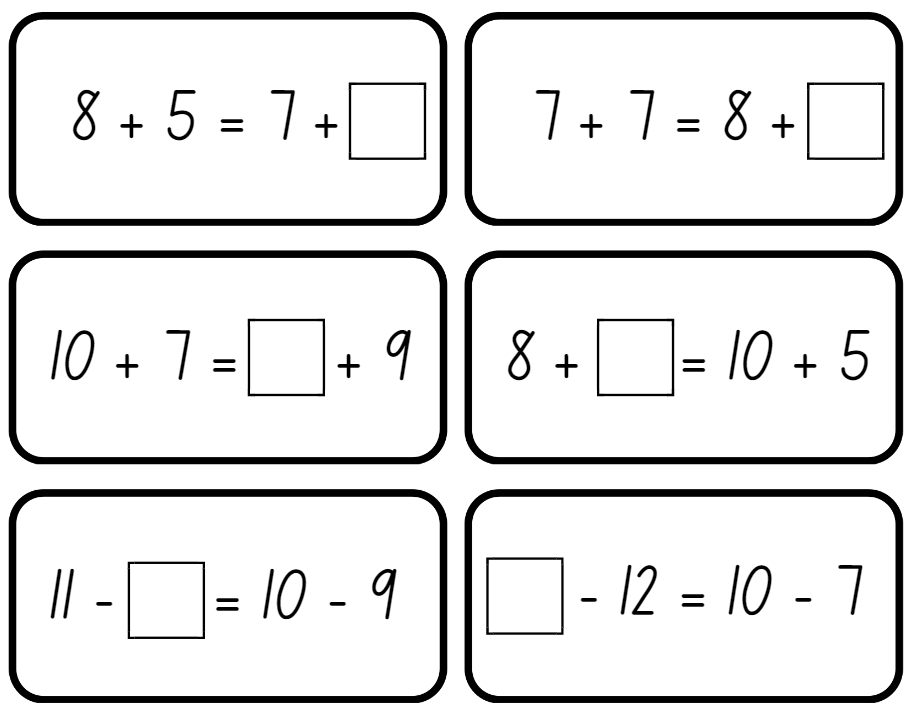 8 + 5 = 7 + □
7 + 7 = 8 + □
10 + 7 = □ + 9
8 + □ = 10 + 5
11 - □ = 10 - 9
□ - 12 = 10 - 7